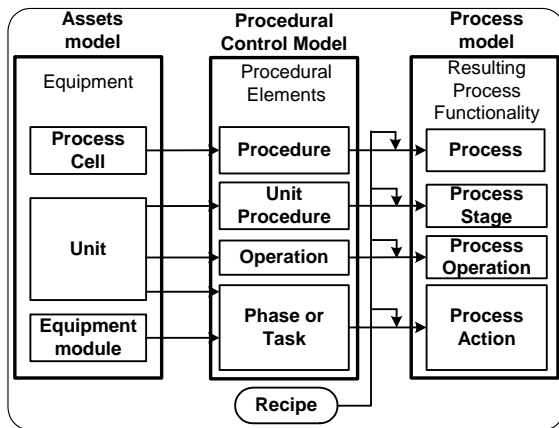 Assets
model
Procedural
Control Model
Process
model
Equipment
Procedural
Elements
Resulting
Process
Functionality
Process
Cell
Procedure
Process
Unit
Unit
Procedure
Process
Stage
Operation
Process
Operation
Equipment
module
Phase or
Task
Process
Action
Recipe